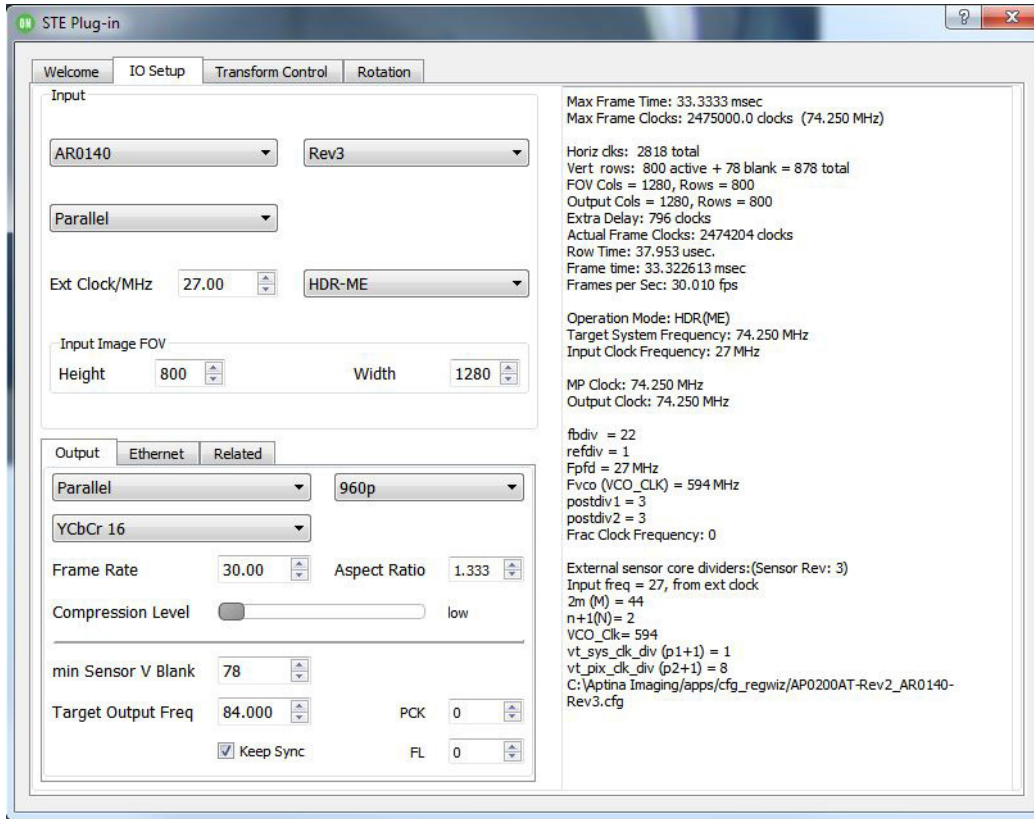 ON STE Plug-in
Welcome IO Setup Transform Control Rotation
Input
AR0140 Rev3
Parallel
Ext Clock/MHz 27.00 HDR-ME
Input Image FOV
Height 800 Width 1280
Output Ethernet Related
Parallel 960p
YCbCr 16
Frame Rate 30.00 Aspect Ratio 1.333
Compression Level low
min Sensor V Blank 78
Target Output Freq 84.000 PCK 0
Keep Sync FL 0
Max Frame Time: 33.3333 msec
Max Frame Clocks: 2475000.0 clocks (74.250 MHz)
Horiz clks: 2818 total
Vert rows: 800 active + 78 blank = 878 total
FOV Cols = 1280, Rows = 800
Output Cols = 1280, Rows = 800
Extra Delay: 796 clocks
Actual Frame Clocks: 2474204 clocks
Row Time: 37.953 usec.
Frame time: 33.322613 msec
Frames per Sec: 30.010 fps
Operation Mode: HDR(ME)
Target System Frequency: 74.250 MHz
Input Clock Frequency: 27 MHz
MP Clock: 74.250 MHz
Output Clock: 74.250 MHz
fbdiv = 22
refdiv = 1
Fpfd = 27 MHz
Fvco (VCO_CLK) = 594 MHz
postdiv1 = 3
postdiv2 = 3
Frac Clock Frequency: 0
External sensor core dividers:(Sensor Rev: 3)
Input freq = 27, from ext clock
2m (M) = 44
n+1(N)= 2
VCO_Clk= 594
vt_sys_clk_div (p1+1) = 1
vt_pix_clk_div (p2+1) = 8
C:\Aptina Imaging/apps/cfg_regwiz/AP0200AT-Rev2_AR0140-
Rev3.cfg